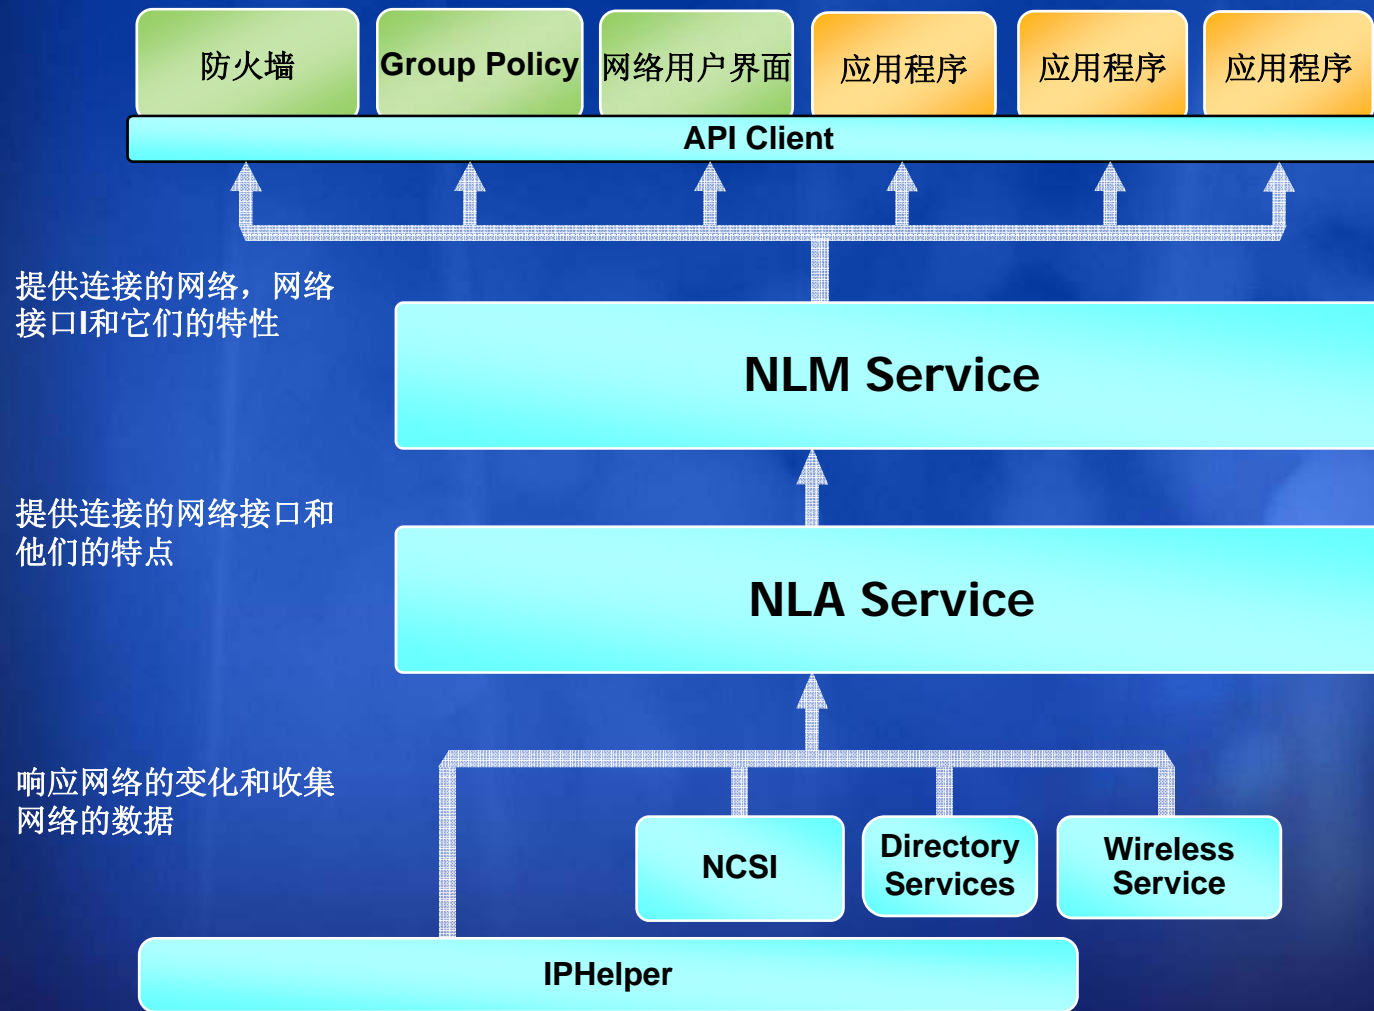 防火墙
Group Policy
网络用户界面
应用程序
应用程序
应用程序
API Client
提供连接的网络，网络
接口I和它们的特性
NLM Service
提供连接的网络接口和
他们的特点
NLA Service
响应网络的变化和收集
网络的数据
NCSI
Directory
Services
Wireless
Service
IPHelper